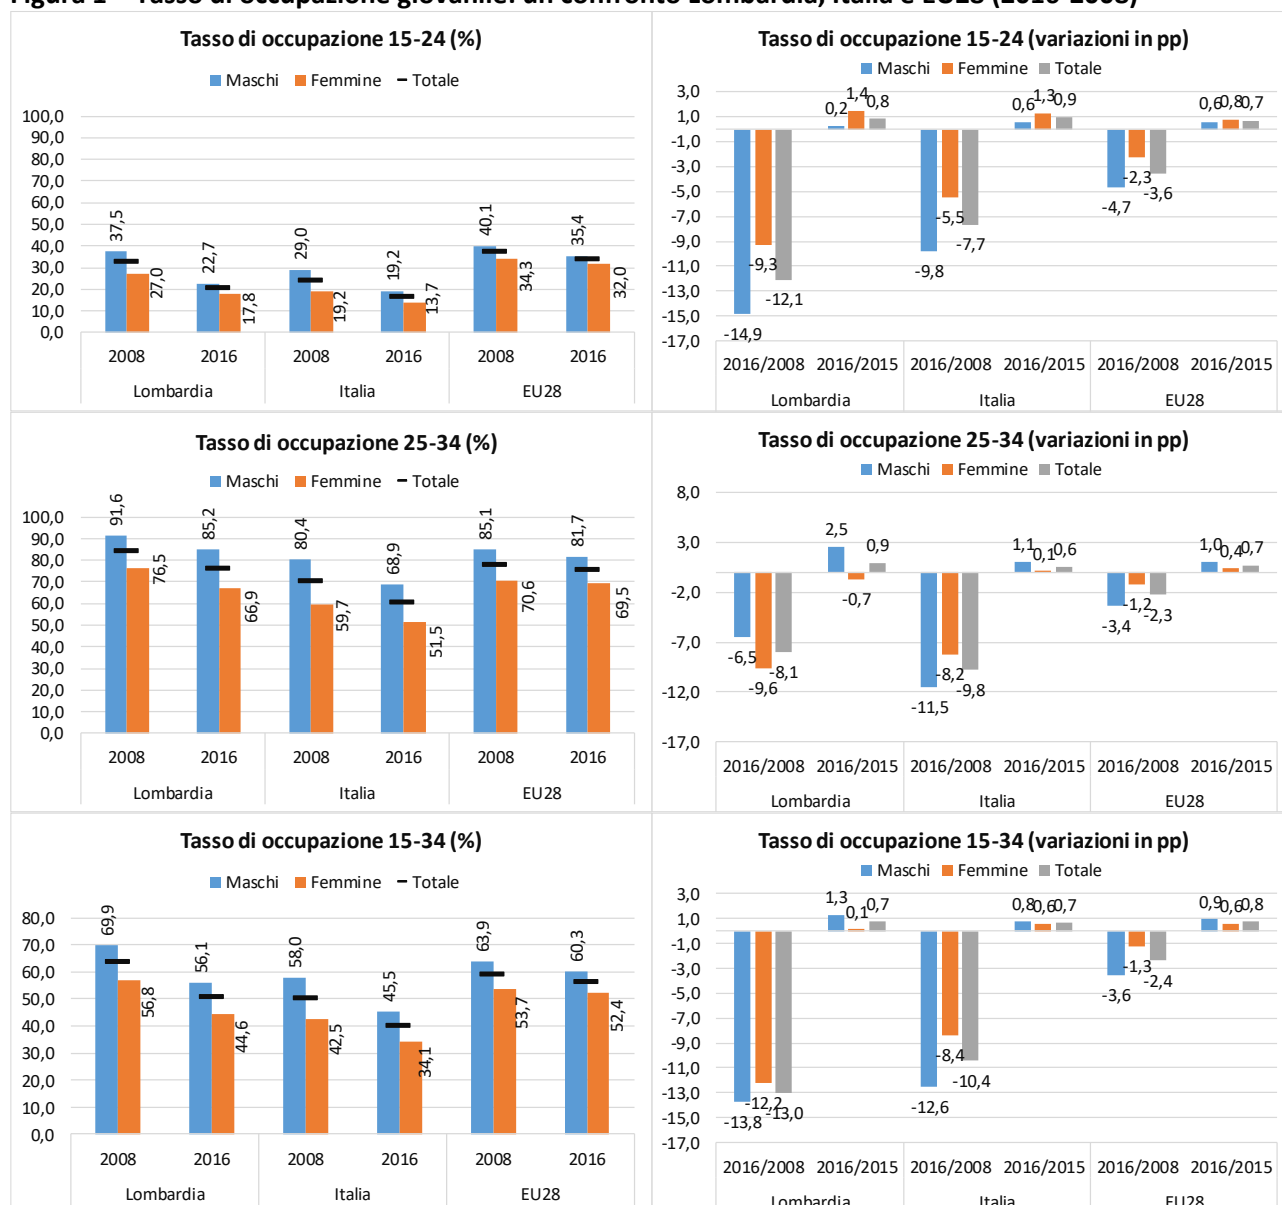 Figura 1 – Tasso di occupazione giovanile: un confronto Lombardia, Italia e EU28 (2016-2008)
Tasso di occupazione 15-24 (%)
Maschi Femmine Totale
100,0
90,0
80,0
70,0
60,0
50,0
40,0
30,0
20,0
10,0
0,0
37,5 27,0 22,7 17,8 29,0 19,2 19,2 13,7 40,1 34,3 35,4 32,0
2008 2016 2008 2016 2008 2016
Lombardia Italia EU28
Tasso di occupazione 15-24 (variazioni in pp)
Maschi Femmine Totale
3,0
1,0
-1,0
-3,0
-5,0
-7,0
-9,0
-11,0
-13,0
-15,0
-17,0
-14,9 -9,3 -12,1 0,2 1,4 0,8 -9,8 -5,5 -7,7 0,6 1,3 0,9 -4,7 -2,3 -3,6 0,6 0,8 0,7
2016/2008 2016/2015 2016/2008 2016/2015 2016/2008 2016/2015
Lombardia Italia EU28
Tasso di occupazione 25-34 (%)
Maschi Femmine Totale
100,0
90,0
80,0
70,0
60,0
50,0
40,0
30,0
20,0
10,0
0,0
91,6 76,5 85,2 66,9 80,4 59,7 68,9 51,5 85,1 70,6 81,7 69,5
2008 2016 2008 2016 2008 2016
Lombardia Italia EU28
Tasso di occupazione 25-34 (variazioni in pp)
Maschi Femmine Totale
8,0
3,0
-2,0
-7,0
-12,0
-17,0
-6,5 -9,6 -8,1 2,5 -0,7 0,9 -11,5 -8,2 -9,8 1,1 0,1 0,6 -3,4 -1,2 -2,3 1,0 0,4 0,7
2016/2008 2016/2015 2016/2008 2016/2015 2016/2008 2016/2015
Lombardia Italia EU28
Tasso di occupazione 15-34 (%)
Maschi Femmine Totale
80,0
70,0
60,0
50,0
40,0
30,0
20,0
10,0
0,0
69,9 56,8 56,1 44,6 58,0 42,5 45,5 34,1 63,9 53,7 60,3 52,4
2008 2016 2008 2016 2008 2016
Lombardia Italia EU28
Tasso di occupazione 15-34 (variazioni in pp)
Maschi Femmine Totale
3,0
1,0
-1,0
-3,0
-5,0
-7,0
-9,0
-11,0
-13,0
-15,0
-17,0
-13,8 -12,2 -13,0 1,3 0,1 0,7 -12,6 -8,4 -10,4 0,8 0,6 0,7 -3,6 -1,3 -2,4 0,9 0,6 0,8
2016/2008 2016/2015 2016/2008 2016/2015 2016/2008 2016/2015
Lombardia Italia EU28